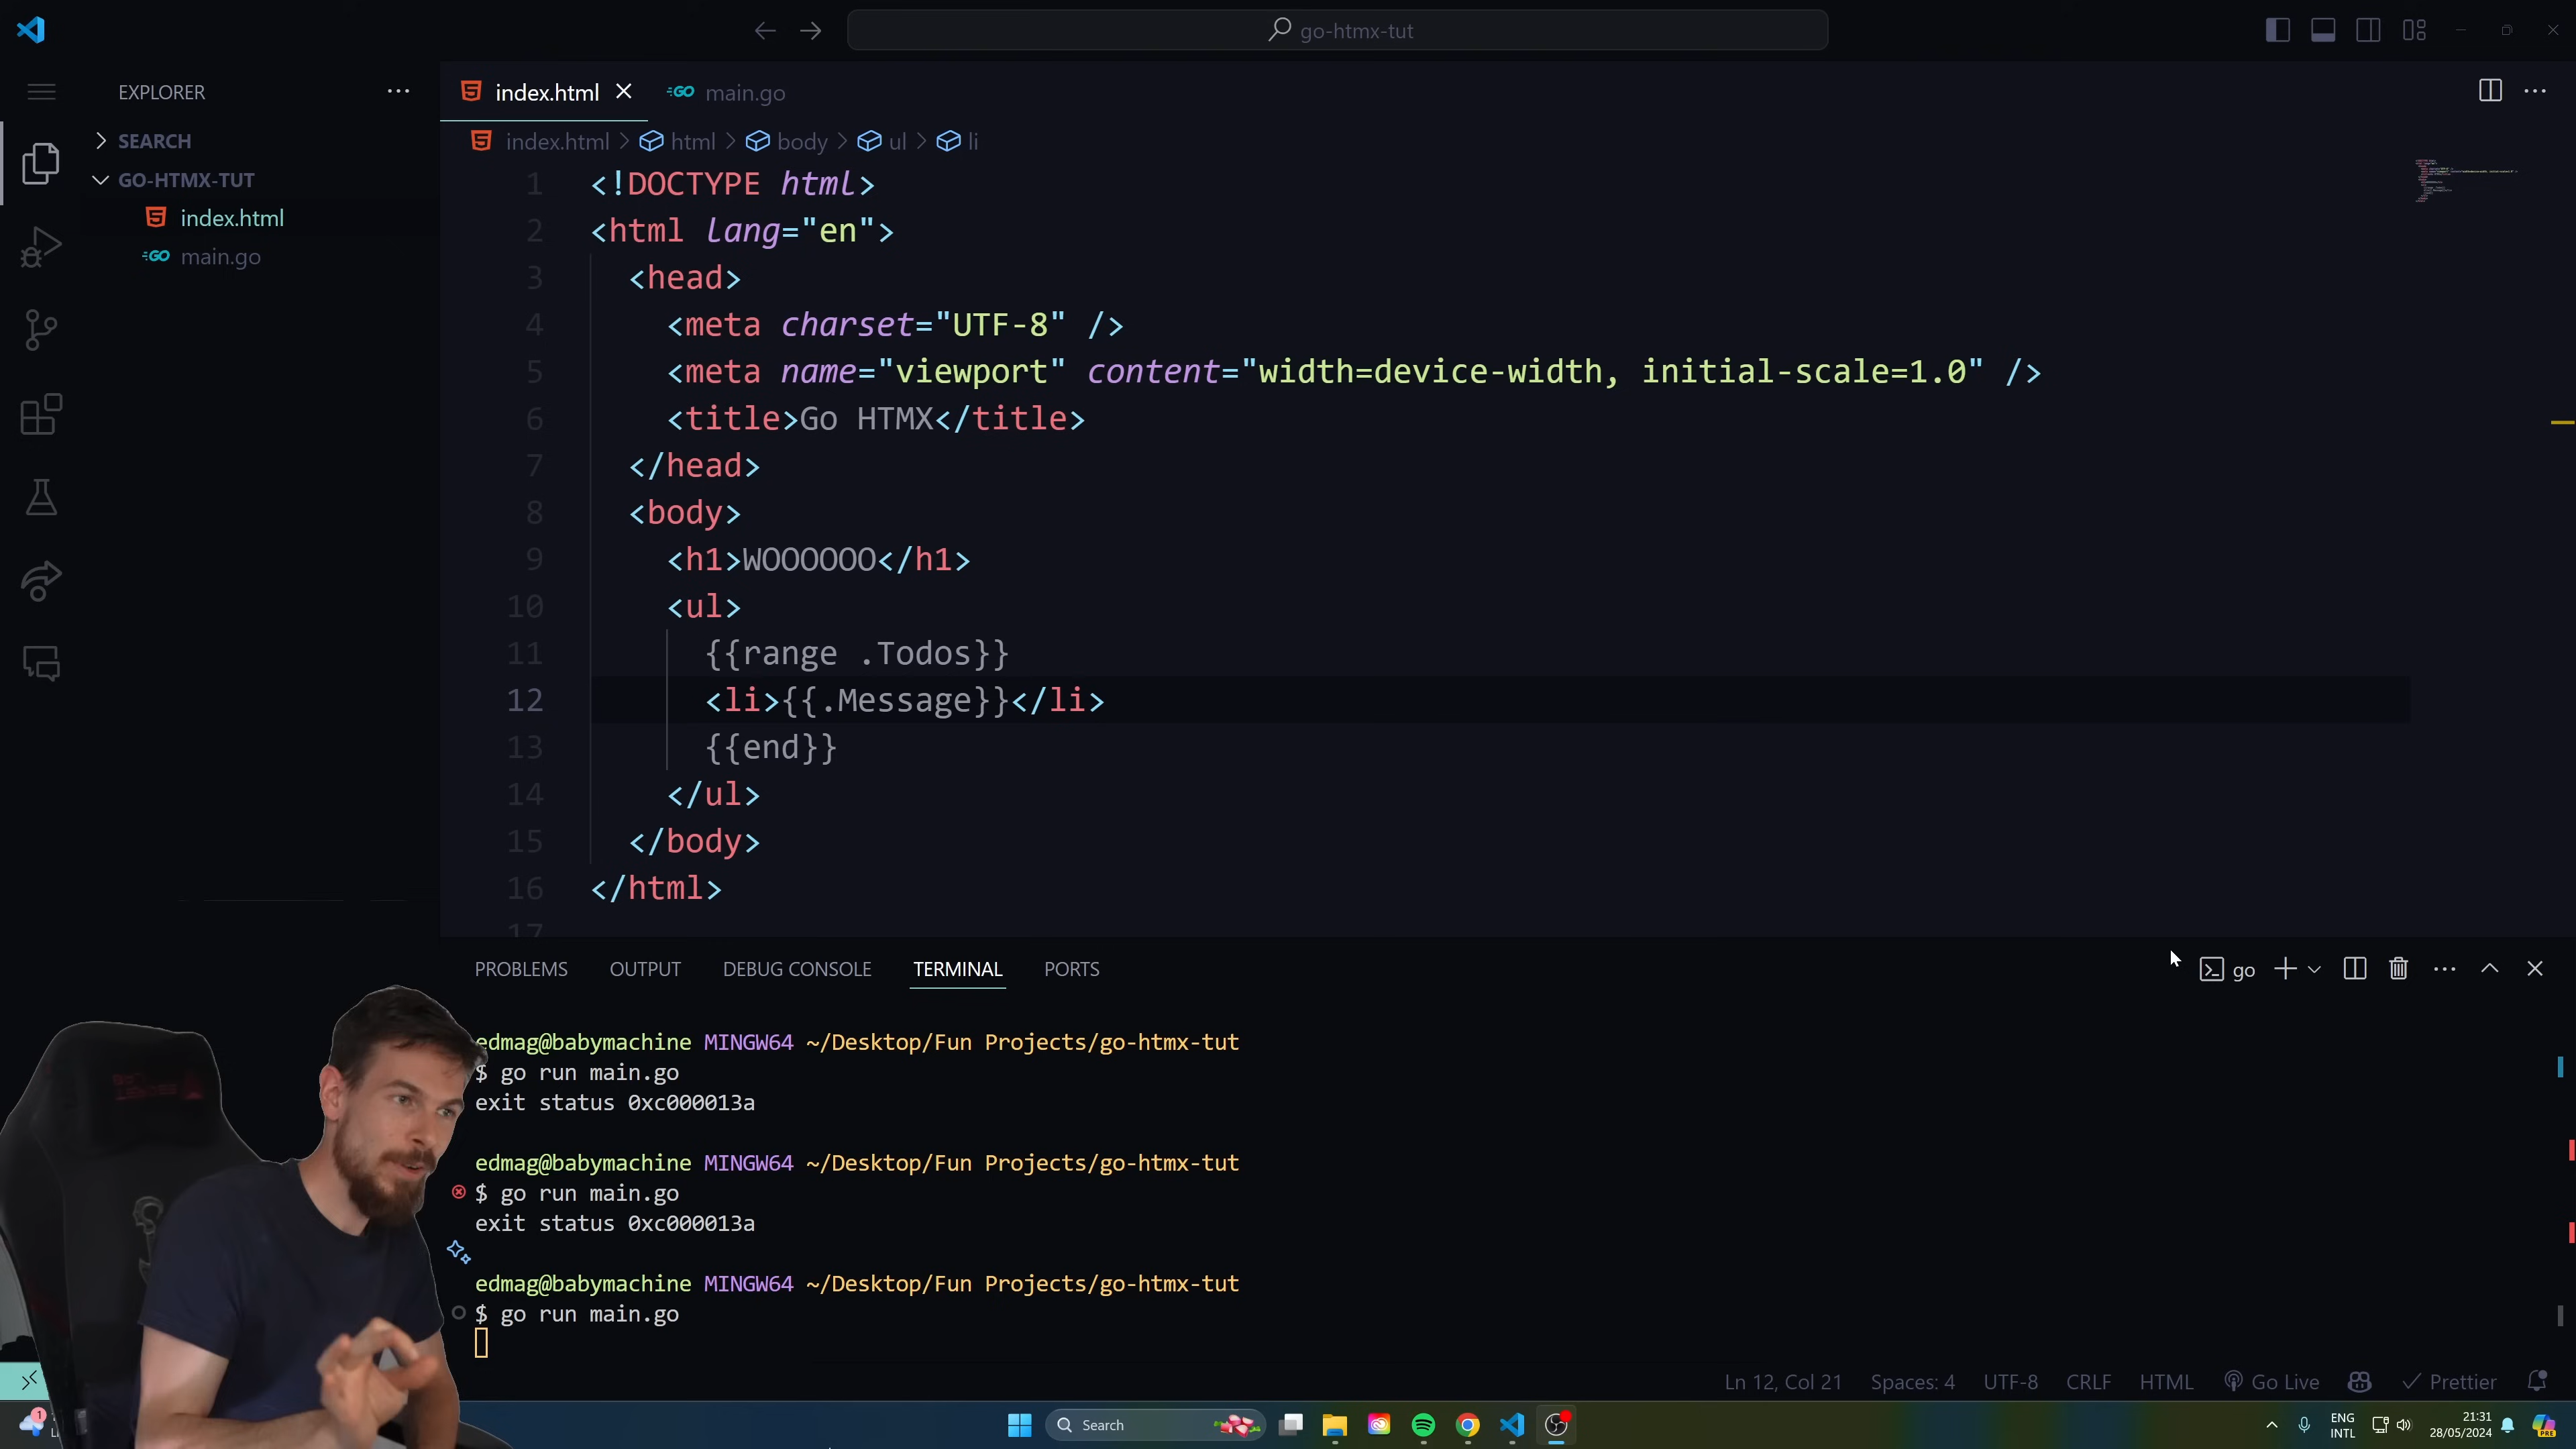 go-htmx-tut
EXPLORER
SEARCH
GO-HTMX-TUT
index.html
main.go
index.html
main.go
index.html > html > body > ul > li
1 <!DOCTYPE html>
2 <html lang="en">
3 <head>
4 <meta charset="UTF-8" />
5 <meta name="viewport" content="width=device-width, initial-scale=1.0" />
6 <title>Go HTMX</title>
7 </head>
8 <body>
9 <h1>WOOOOOO</h1>
10 <ul>
11 {{range .Todos}}
12 <li>{{.Message}}</li>
13 {{end}}
14 </ul>
15 </body>
16 </html>
17
PROBLEMS OUTPUT DEBUG CONSOLE TERMINAL PORTS
go
edmag@babymachine MINGW64 ~/Desktop/Fun Projects/go-htmx-tut
$ go run main.go
exit status 0xc000013a
edmag@babymachine MINGW64 ~/Desktop/Fun Projects/go-htmx-tut
$ go run main.go
exit status 0xc000013a
edmag@babymachine MINGW64 ~/Desktop/Fun Projects/go-htmx-tut
$ go run main.go
Ln 12, Col 21 Spaces: 4 UTF-8 CRLF HTML Go Live Prettier
1
Search
ENG
INTL
21:31
28/05/2024
PRE